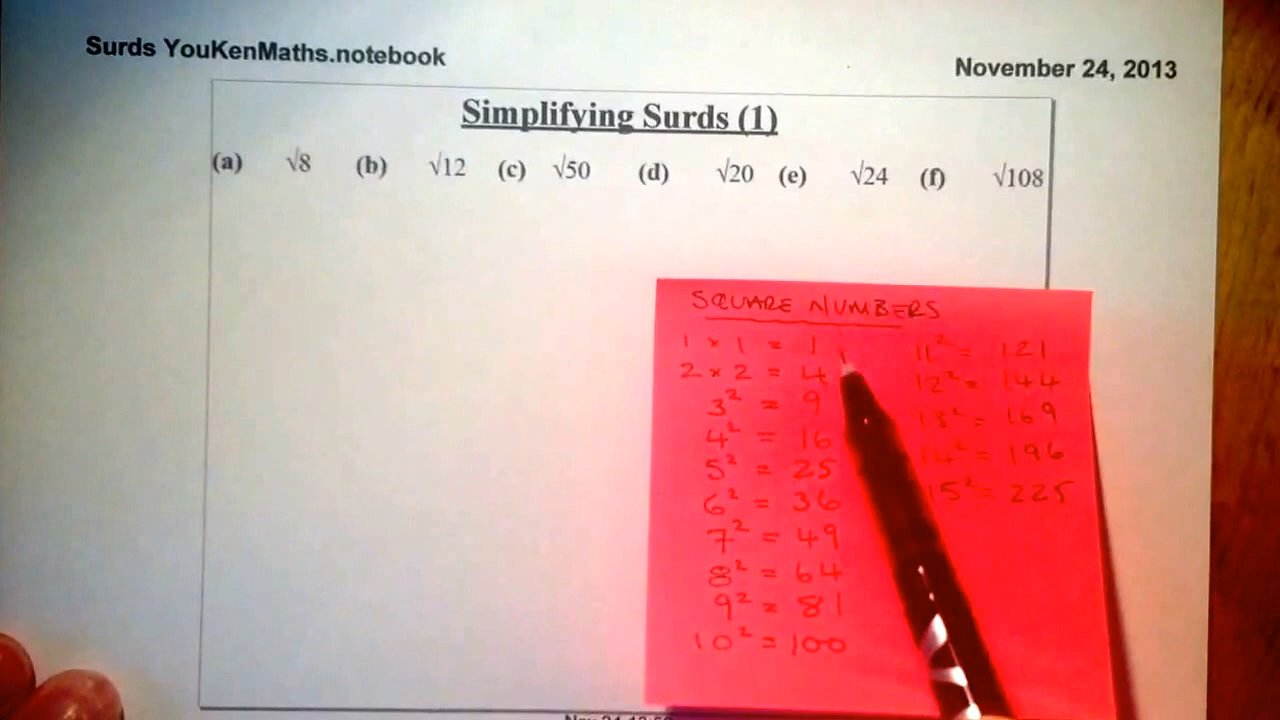 Surds YouKenMaths.notebook
November 24, 2013
Simplifying Surds (1)
(a) √8 (b) √12 (c) √50 (d) √20 (e) √24 (f) √108
SQUARE NUMBERS
1 × 1 = 1
2 × 2 = 4
3² = 9
4² = 16
5² = 25
6² = 36
7² = 49
8² = 64
9² = 81
10² = 100
11² = 121
12² = 144
13² = 169
14² = 196
15² = 225